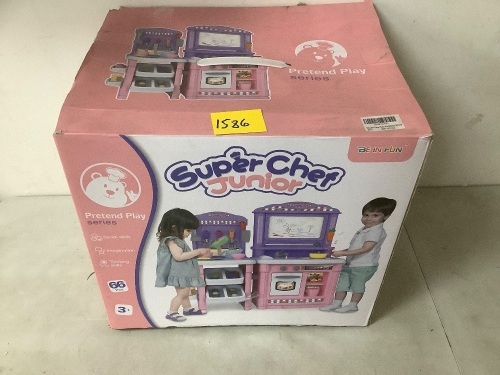 Pretend Play
series
1586
BE IN FUN
Super Chef
Junior
Pretend Play
series
66
3+